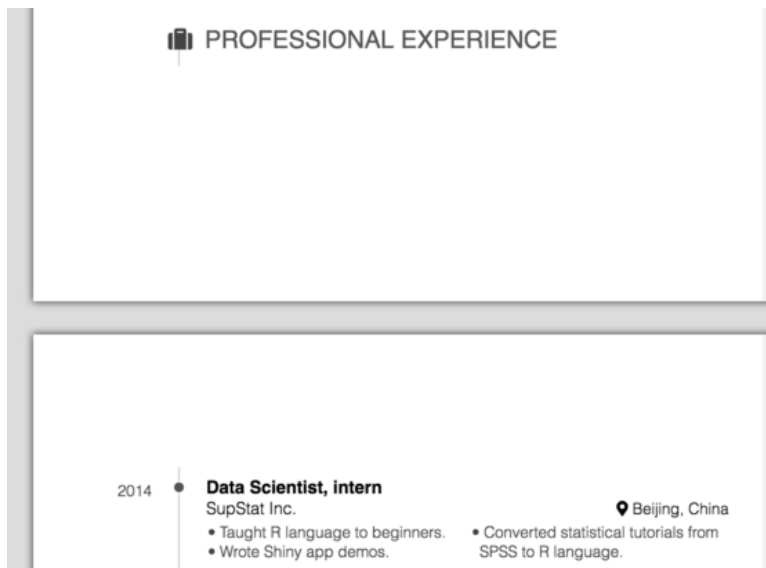 PROFESSIONAL EXPERIENCE
2014
Data Scientist, intern
SupStat Inc.
Beijing, China
• Taught R language to beginners.
• Wrote Shiny app demos.
• Converted statistical tutorials from
SPSS to R language.